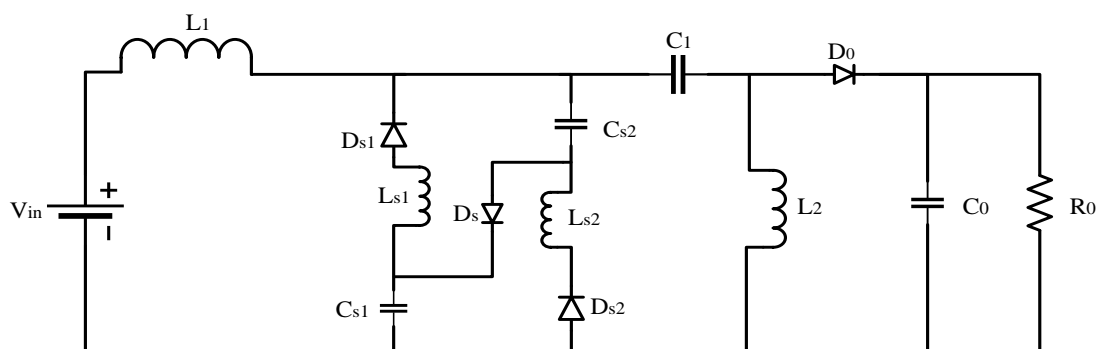 L1
C1
D0
Ds1
Cs2
Ls1
Vin
+
-
Ds
Ls2
L2
C0
R0
Cs1
Ds2